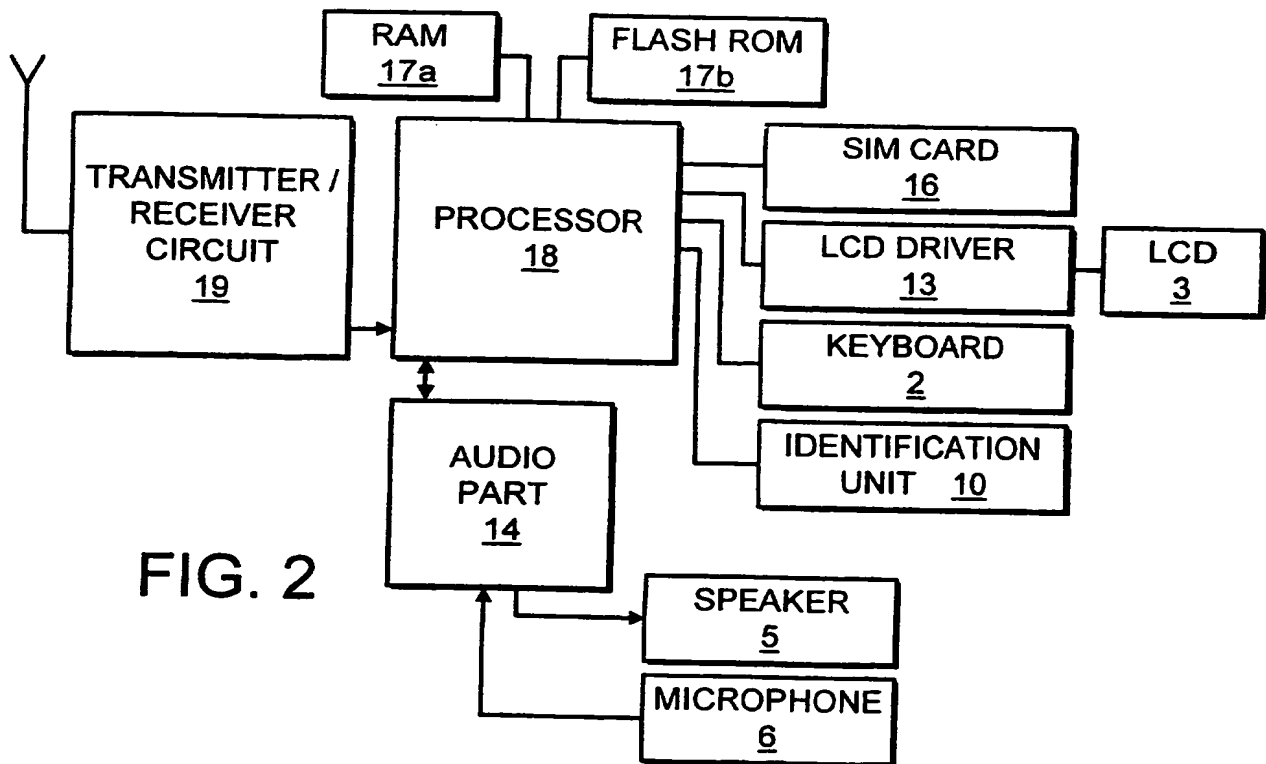 RAM
17a
FLASH ROM
17b
TRANSMITTER /
RECEIVER
CIRCUIT
19
PROCESSOR
18
SIM CARD
16
LCD DRIVER
13
LCD
3
KEYBOARD
2
IDENTIFICATION
UNIT 10
AUDIO
PART
14
FIG. 2
SPEAKER
5
MICROPHONE
6